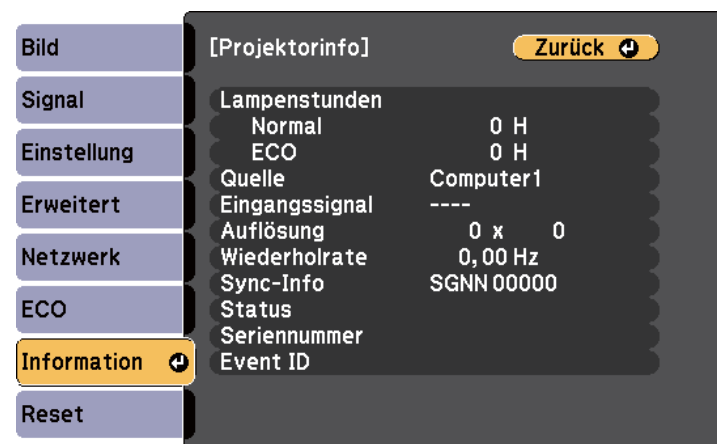 Bild
Signal
Einstellung
Erweitert
Netzwerk
ECO
Information
Reset
[Projektorinfo] Zurück
Lampenstunden
Normal 0 H
ECO 0 H
Quelle Computer1
Eingangssignal ----
Auflösung 0 x 0
Wiederholrate 0,00 Hz
Sync-Info SGNN 00000
Status
Seriennummer
Event ID